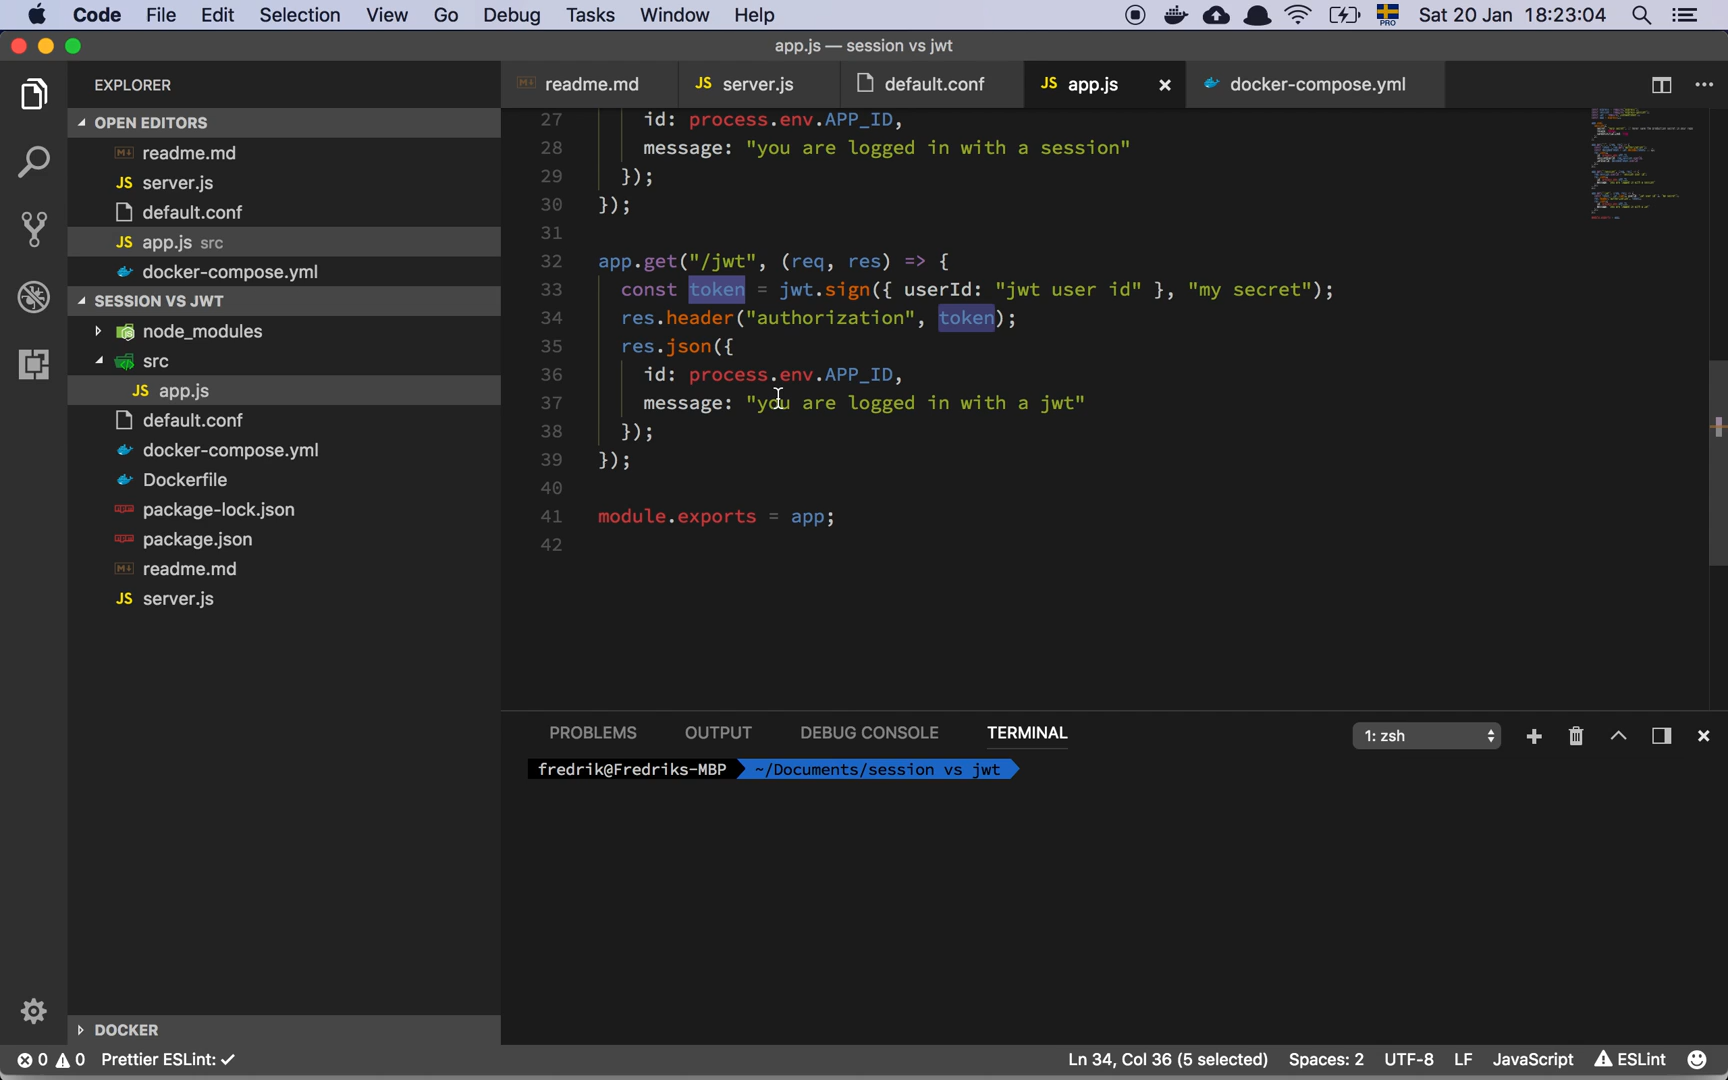 Code File Edit Selection View Go Debug Tasks Window Help
PRO
Sat 20 Jan 18:23:04
app.js — session vs jwt
EXPLORER
OPEN EDITORS
M↓ readme.md
JS server.js
default.conf
JS app.js src
docker-compose.yml
SESSION VS JWT
node_modules
src
JS app.js
default.conf
docker-compose.yml
Dockerfile
package-lock.json
package.json
M↓ readme.md
JS server.js
DOCKER
M↓ readme.md JS server.js default.conf JS app.js × docker-compose.yml
27 id: process.env.APP_ID,
28 message: "you are logged in with a session"
29 });
30 });
31
32 app.get("/jwt", (req, res) => {
33 const token = jwt.sign({ userId: "jwt user id" }, "my secret");
34 res.header("authorization", token);
35 res.json({
36 id: process.env.APP_ID,
37 message: "you are logged in with a jwt"
38 });
39 });
40
41 module.exports = app;
42
PROBLEMS OUTPUT DEBUG CONSOLE TERMINAL 1: zsh
fredrik@Fredriks-MBP ~/Documents/session vs jwt
0 0 Prettier ESLint: ✓ Ln 34, Col 36 (5 selected) Spaces: 2 UTF-8 LF JavaScript ESLint